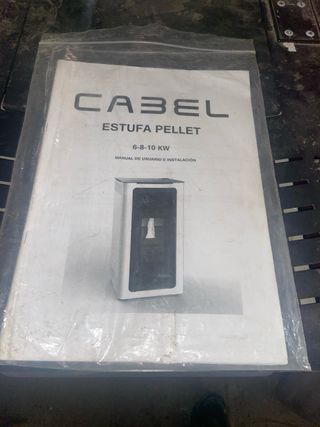 CABEL
ESTUFA PELLET
6-8-10 KW
MANUAL DE USUARIO E INSTALACIÓN